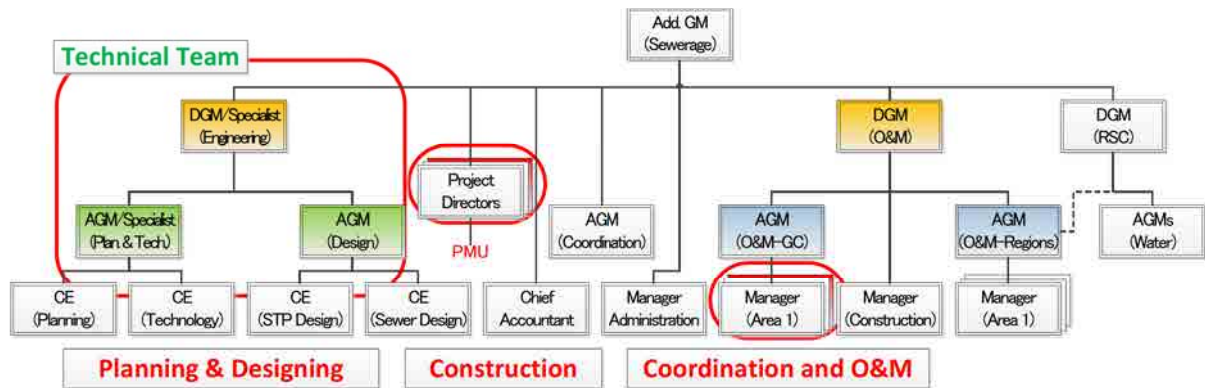 Add. GM
(Sewerage)
Technical Team
DGM/Specialist
(Engineering)
DGM
(O&M)
DGM
(RSC)
Project
Directors
PMU
AGM/Specialist
(Plan. & Tech.)
AGM
(Design)
AGM
(Coordination)
AGM
(O&M-GC)
AGM
(O&M-Regions)
AGMs
(Water)
CE
(Planning)
CE
(Technology)
CE
(STP Design)
CE
(Sewer Design)
Chief
Accountant
Manager
Administration
Manager
(Area 1)
Manager
(Construction)
Manager
(Area 1)
Planning & Designing
Construction
Coordination and O&M